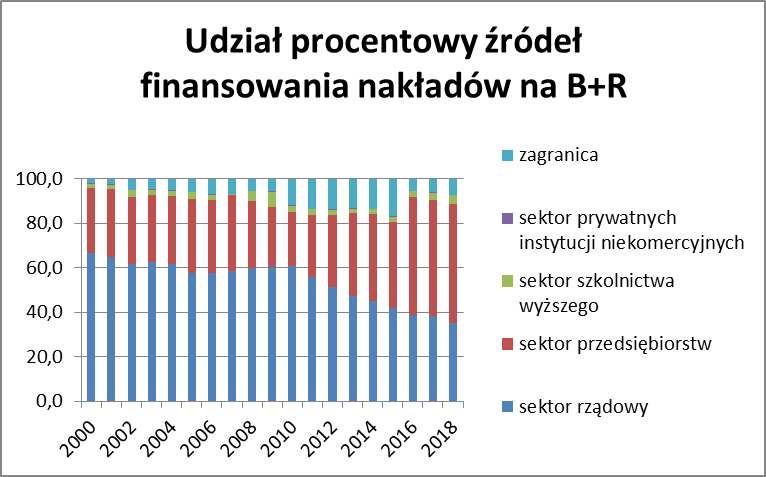 Udział procentowy źródeł
finansowania nakładów na B+R
100,0
80,0
60,0
40,0
20,0
0,0
2000
2002
2004
2006
2008
2010
2012
2014
2016
2018
zagranica
sektor prywatnych
instytucji niekomercyjnych
sektor szkolnictwa
wyższego
sektor przedsiębiorstw
sektor rządowy